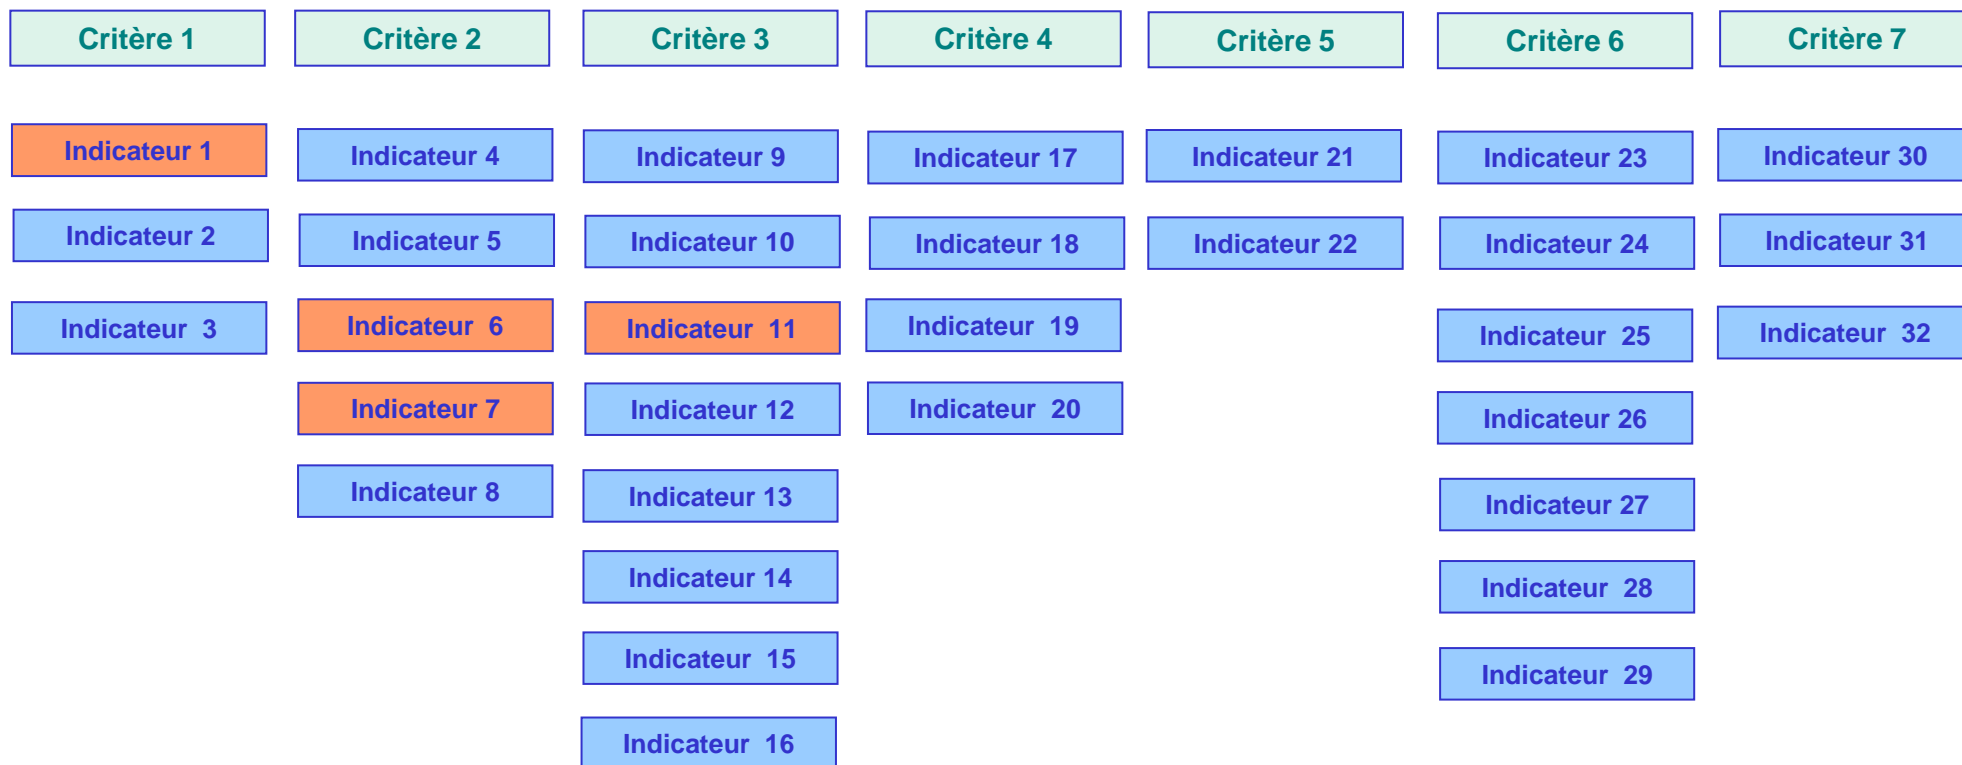 Critère 1
Critère 2
Critère 3
Critère 4
Critère 5
Critère 6
Critère 7
Indicateur 1
Indicateur 4
Indicateur 9
Indicateur 17
Indicateur 21
Indicateur 23
Indicateur 30
Indicateur 2
Indicateur 5
Indicateur 10
Indicateur 18
Indicateur 22
Indicateur 24
Indicateur 31
Indicateur 3
Indicateur 6
Indicateur 11
Indicateur 19
Indicateur 25
Indicateur 32
Indicateur 7
Indicateur 12
Indicateur 20
Indicateur 26
Indicateur 8
Indicateur 13
Indicateur 27
Indicateur 14
Indicateur 28
Indicateur 15
Indicateur 29
Indicateur 16